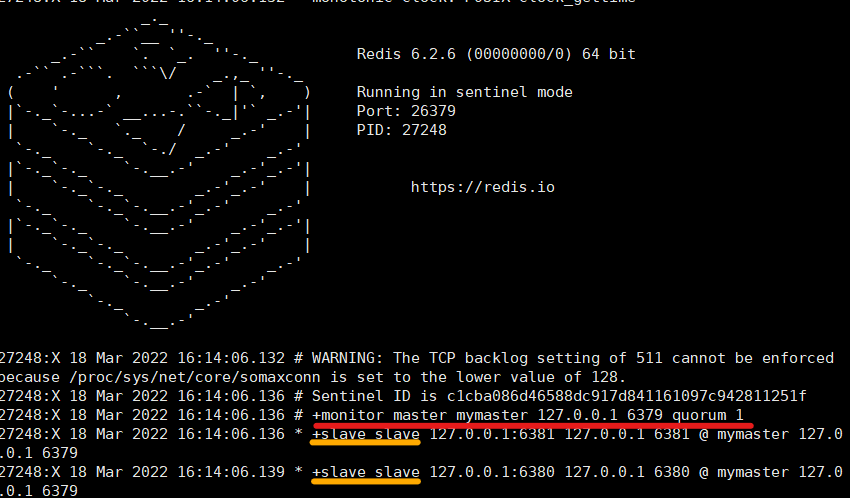 27248:X 18 Mar 2022 16:14:06.132 * monotonic clock: POSIX clock_gettime
Redis 6.2.6 (00000000/0) 64 bit
Running in sentinel mode
Port: 26379
PID: 27248
https://redis.io
27248:X 18 Mar 2022 16:14:06.132 # WARNING: The TCP backlog setting of 511 cannot be enforced
because /proc/sys/net/core/somaxconn is set to the lower value of 128.
27248:X 18 Mar 2022 16:14:06.136 # Sentinel ID is c1cba086d46588dc917d841161097c942811251f
27248:X 18 Mar 2022 16:14:06.136 # +monitor master mymaster 127.0.0.1 6379 quorum 1
27248:X 18 Mar 2022 16:14:06.136 * +slave slave 127.0.0.1:6381 127.0.0.1 6381 @ mymaster 127.0
.0.1 6379
27248:X 18 Mar 2022 16:14:06.139 * +slave slave 127.0.0.1:6380 127.0.0.1 6380 @ mymaster 127.0
.0.1 6379